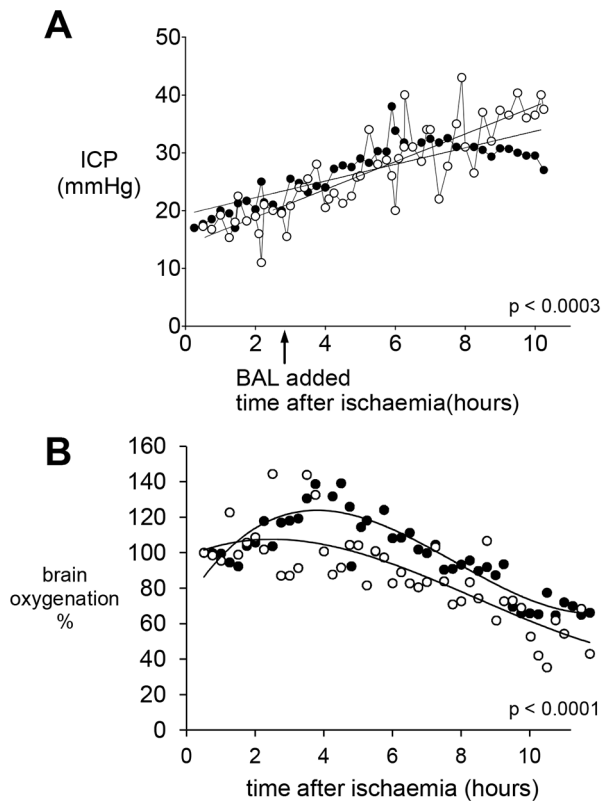 A
50
40
ICP
30
(mmHg)
20
10
p < 0.0003
0
0 2 4 6 8 10
BAL added
time after ischaemia(hours)
B
160
140
120
100
brain
oxygenation
80
%
60
40
20
p < 0.0001
0
0 2 4 6 8 10
time after ischaemia (hours)